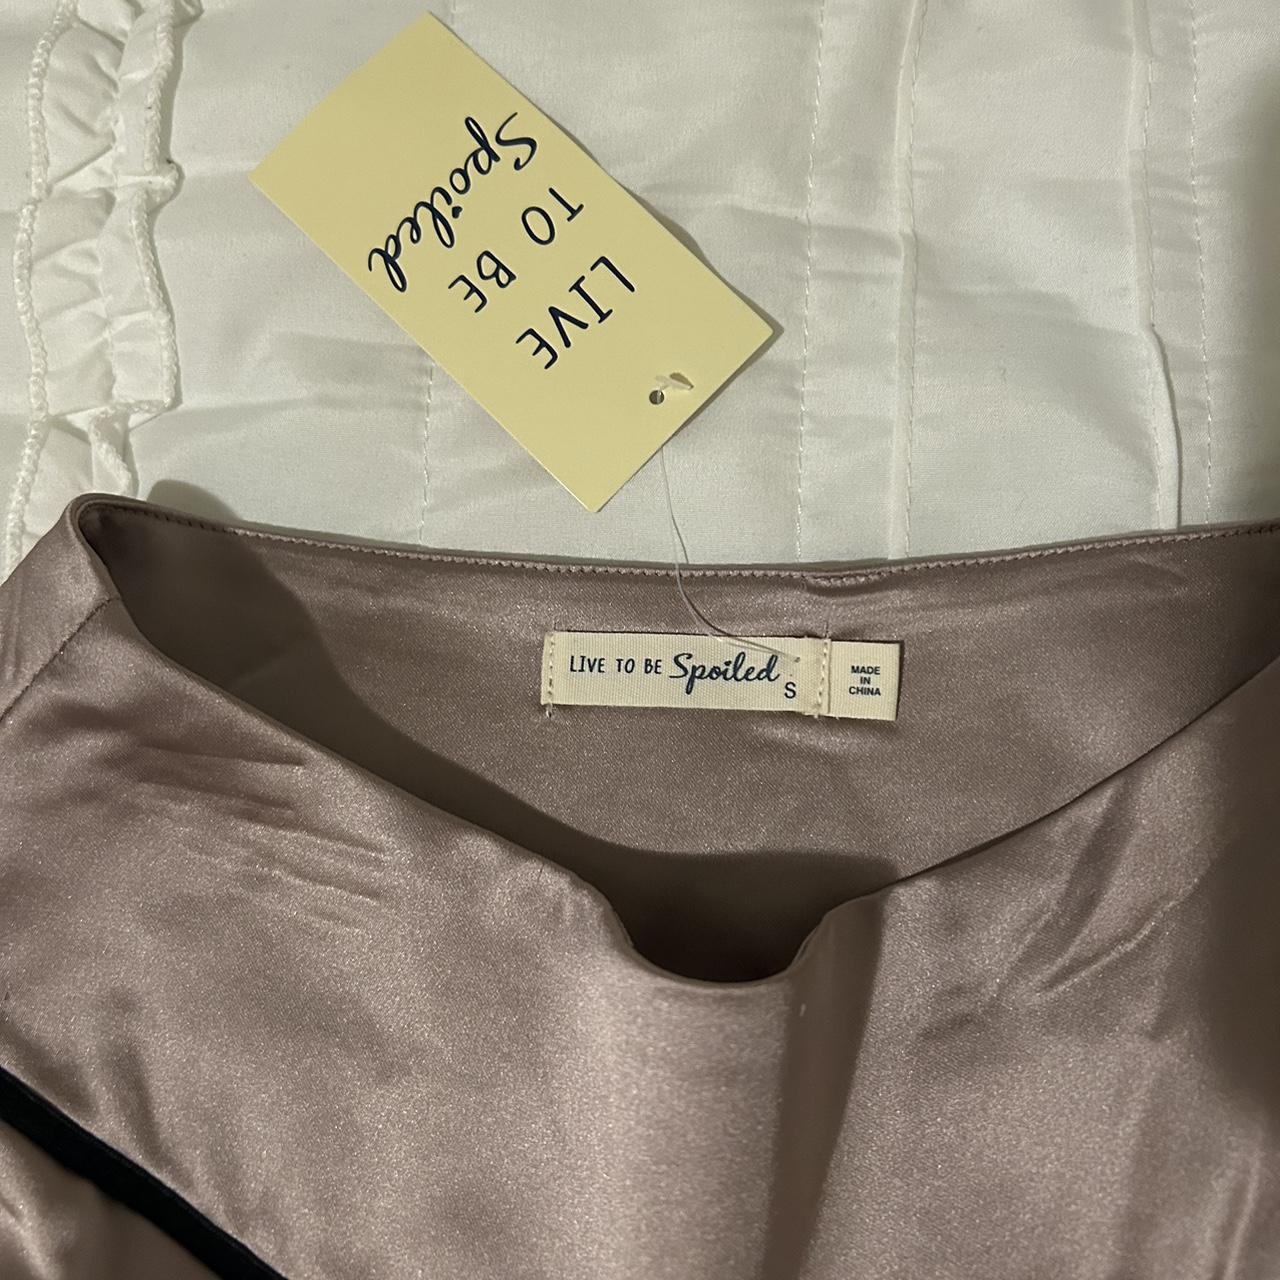 LIVE
TO BE
Spoiled
LIVE TO BE Spoiled
S
MADE
IN
CHINA